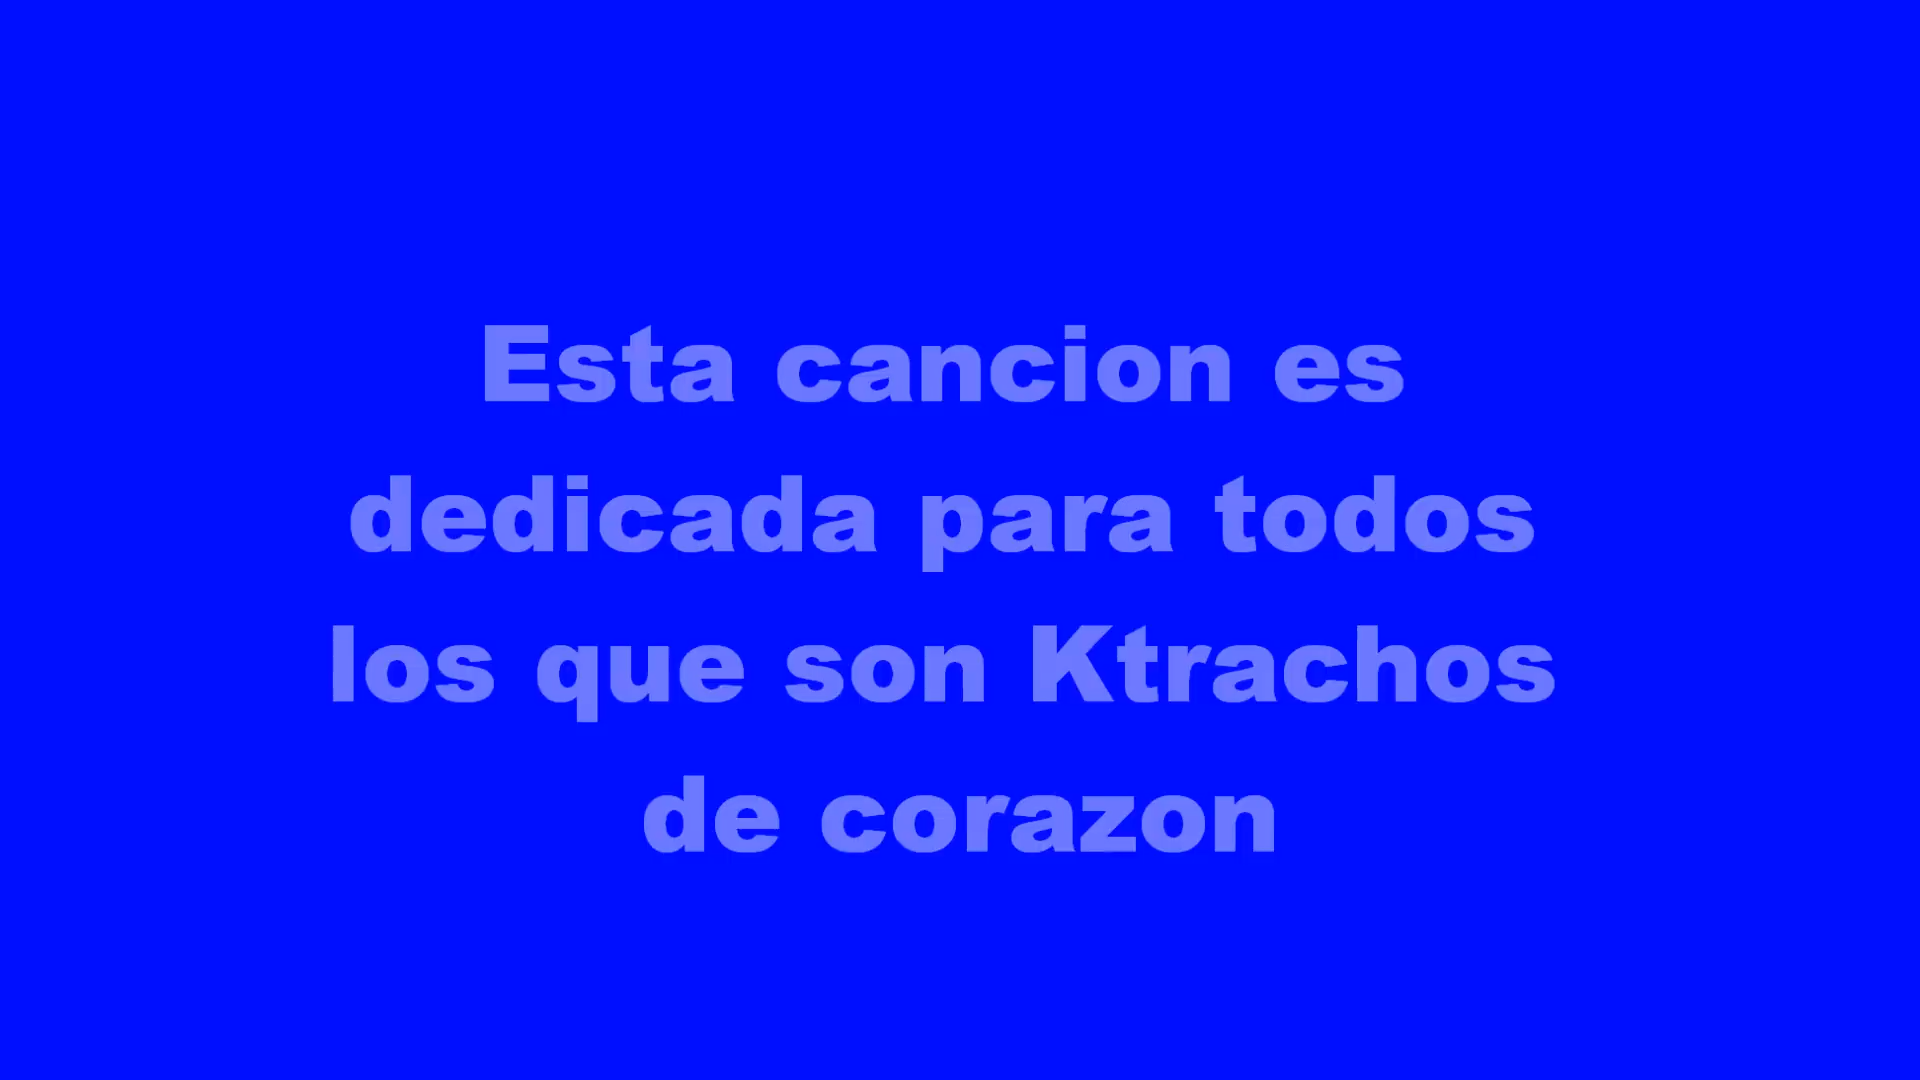 Esta cancion es
dedicada para todos
los que son Ktrachos
de corazon